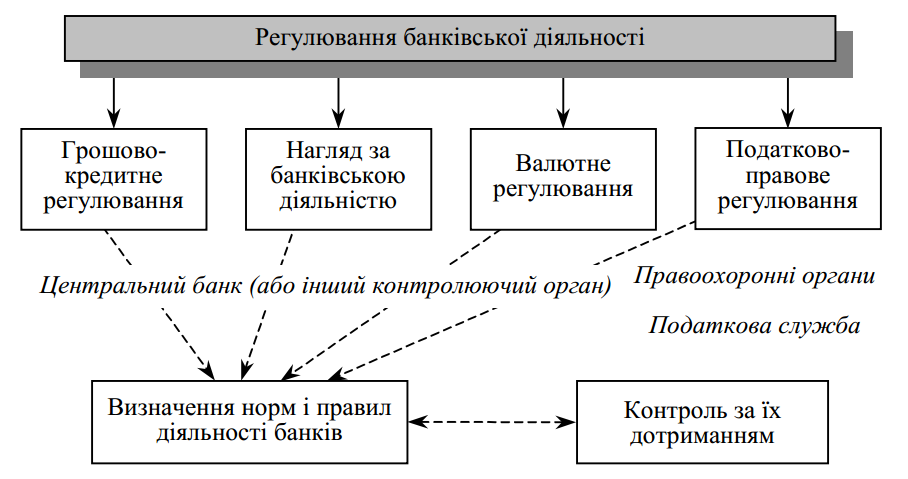 Регулювання банківської діяльності
Грошово-
кредитне
регулювання
Нагляд за
банківською
діяльністю
Валютне
регулювання
Податково-
правове
регулювання
Центральний банк (або інший контролюючий орган)
Правоохоронні органи
Податкова служба
Визначення норм і правил
діяльності банків
Контроль за їх
дотриманням